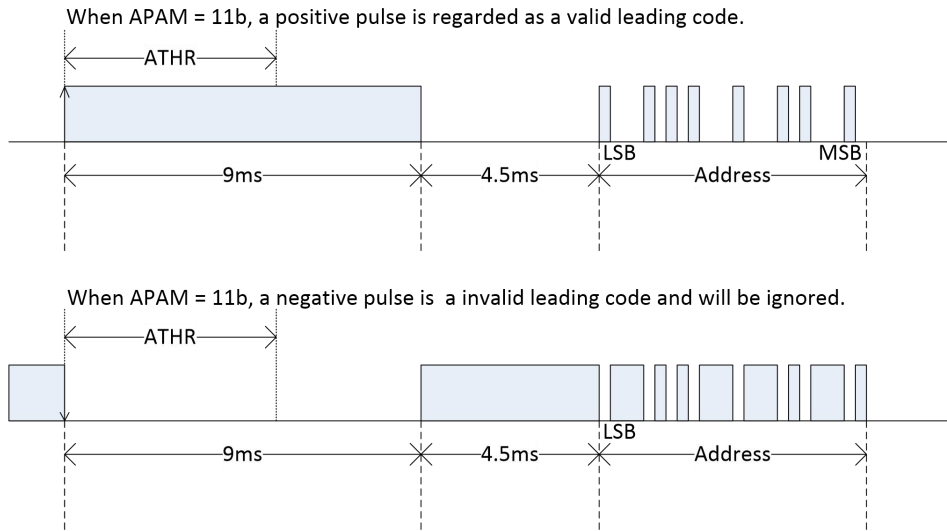 When APAM = 11b, a positive pulse is regarded as a valid leading code.
ATHR
LSB MSB
9ms 4.5ms Address
When APAM = 11b, a negative pulse is a invalid leading code and will be ignored.
ATHR
LSB
9ms 4.5ms Address